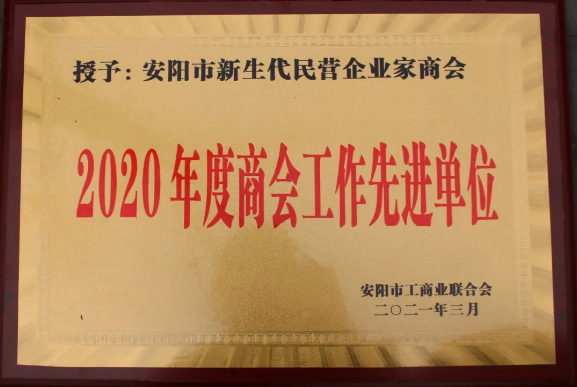 授予：安阳市新生代民营企业家商会
2020年度商会工作先进单位
安阳市工商业联合会
二〇二一年三月